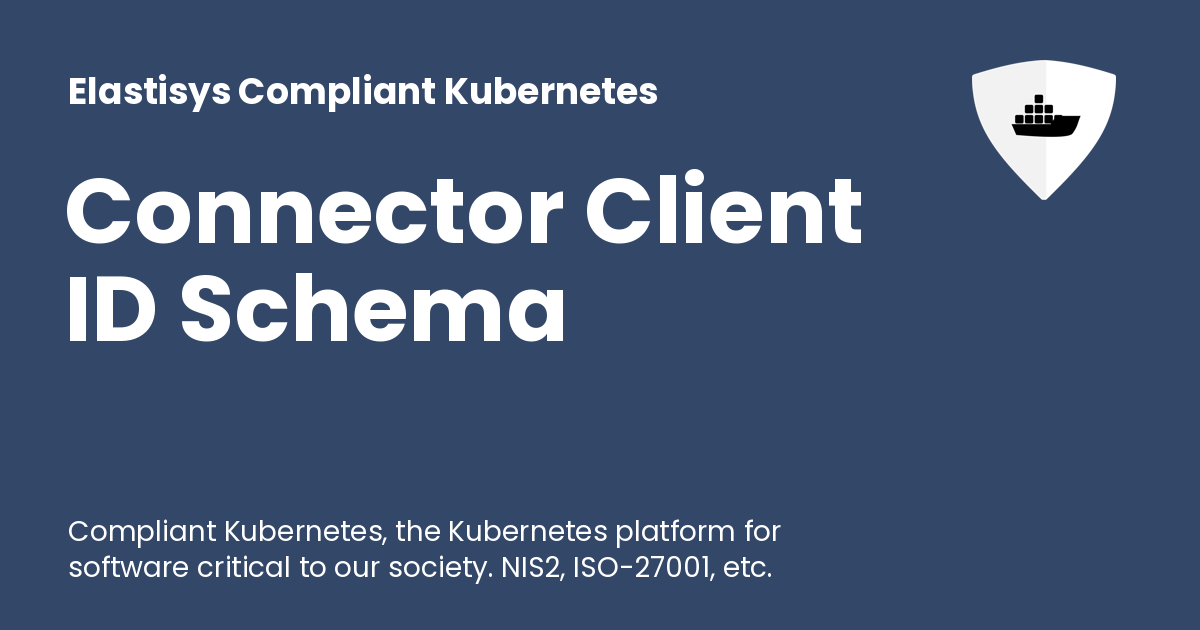 Elastisys Compliant Kubernetes
Connector Client
ID Schema
Compliant Kubernetes, the Kubernetes platform for
software critical to our society. NIS2, ISO-27001, etc.